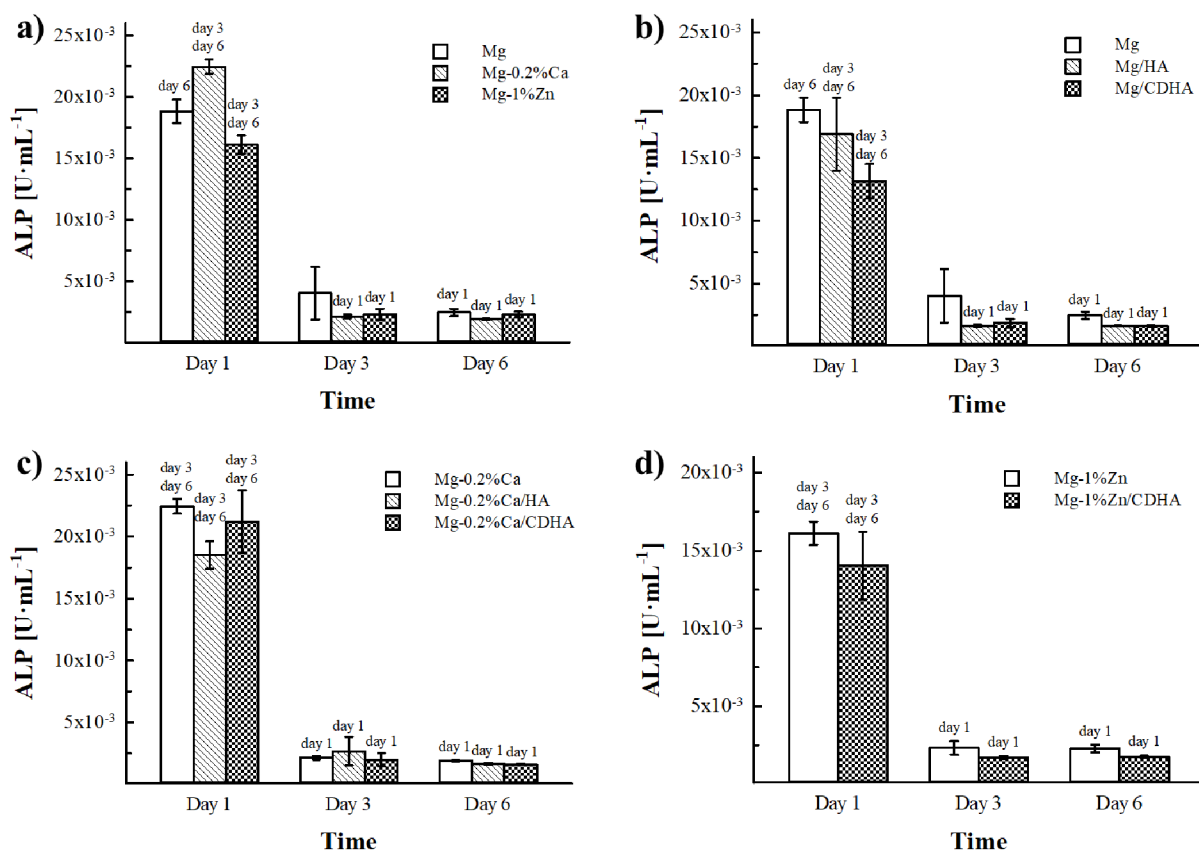 a)
ALP [U·mL⁻¹]
25x10⁻³
20x10⁻³
15x10⁻³
10x10⁻³
5x10⁻³
day 6
day 3
day 6
day 3
day 6
day 1
day 1
day 1
day 1
Mg
Mg-0.2%Ca
Mg-1%Zn
Day 1
Day 3
Day 6
Time
b)
ALP [U·mL⁻¹]
25x10⁻³
20x10⁻³
15x10⁻³
10x10⁻³
5x10⁻³
day 6
day 3
day 6
day 3
day 6
day 1
day 1
day 1
day 1
day 1
Mg
Mg/HA
Mg/CDHA
Day 1
Day 3
Day 6
Time
c)
ALP [U·mL⁻¹]
25x10⁻³
20x10⁻³
15x10⁻³
10x10⁻³
5x10⁻³
day 3
day 6
day 3
day 6
day 3
day 6
day 1
day 1
day 1
day 1
day 1
day 1
Mg-0.2%Ca
Mg-0.2%Ca/HA
Mg-0.2%Ca/CDHA
Day 1
Day 3
Day 6
Time
d)
ALP [U·mL⁻¹]
20x10⁻³
15x10⁻³
10x10⁻³
5x10⁻³
day 3
day 6
day 3
day 6
day 1
day 1
day 1
day 1
Mg-1%Zn
Mg-1%Zn/CDHA
Day 1
Day 3
Day 6
Time